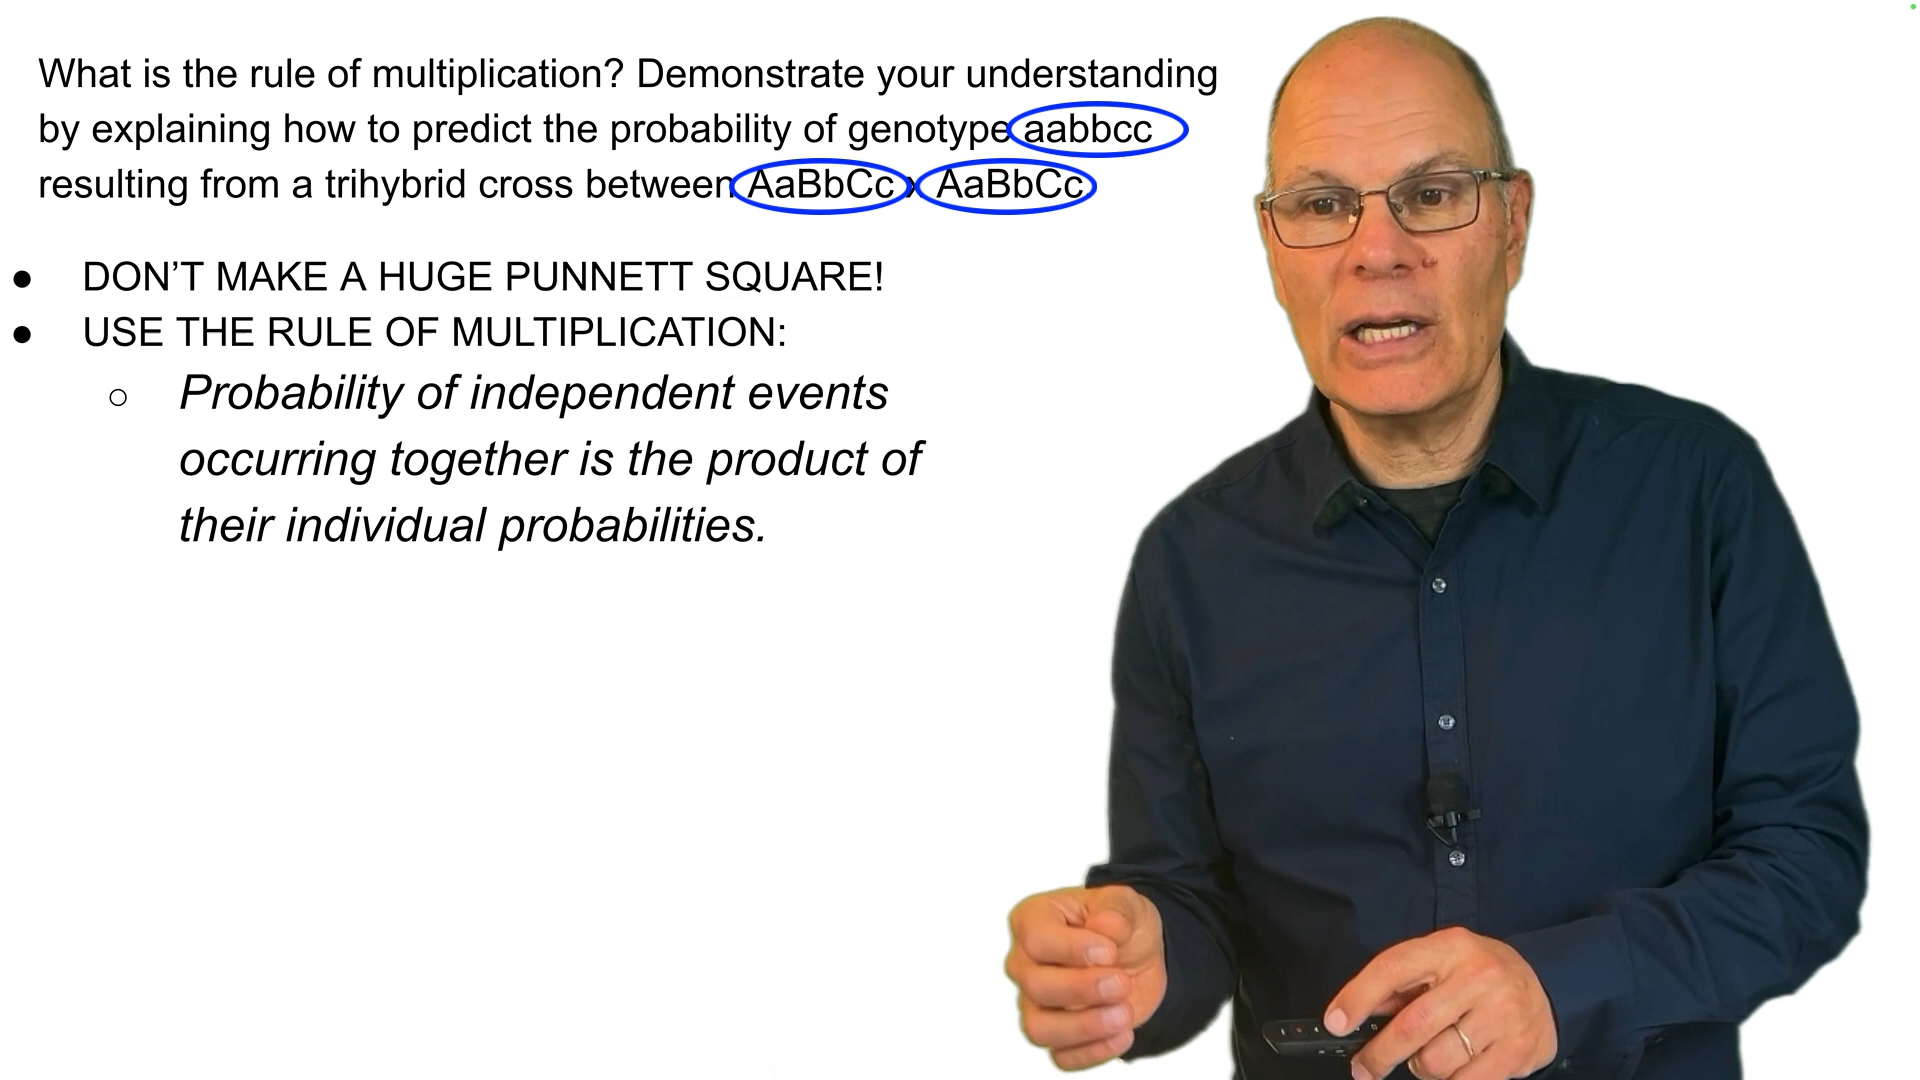 What is the rule of multiplication? Demonstrate your understanding
by explaining how to predict the probability of genotype aabbcc
resulting from a trihybrid cross between AaBbCc x AaBbCc
● DON’T MAKE A HUGE PUNNETT SQUARE!
● USE THE RULE OF MULTIPLICATION:
○ Probability of independent events
occurring together is the product of
their individual probabilities.